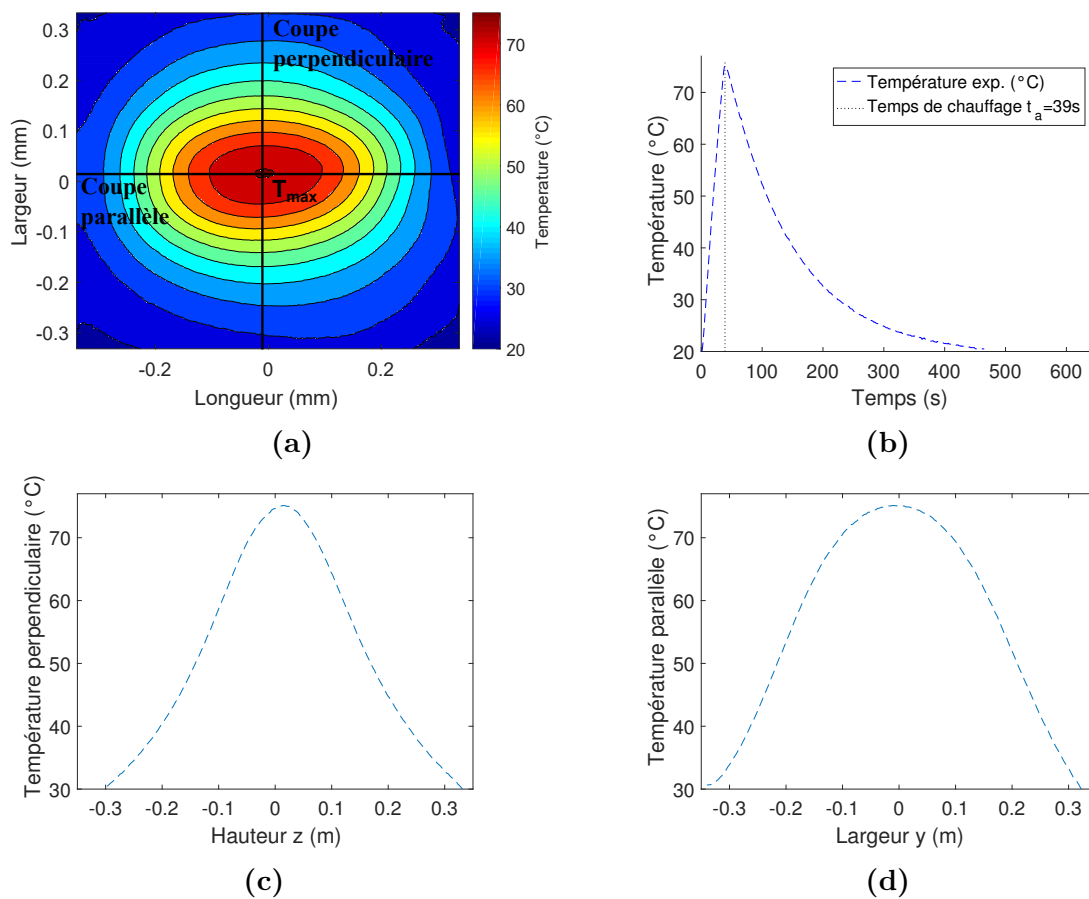 Coupe
perpendiculaire
Coupe
parallèle
T_max
0.3
0.2
0.1
0
-0.1
-0.2
-0.3
Largeur (mm)
-0.2 0 0.2
Longueur (mm)
70
60
50
40
30
20
Temperature (°C)
(a)
Température exp. (°C)
Temps de chauffage t_a=39s
70
60
50
40
30
20
Température (°C)
0 100 200 300 400 500 600
Temps (s)
(b)
70
60
50
40
30
Température perpendiculaire (°C)
-0.3 -0.2 -0.1 0 0.1 0.2 0.3
Hauteur z (m)
(c)
70
60
50
40
30
Température parallèle (°C)
-0.3 -0.2 -0.1 0 0.1 0.2 0.3
Largeur y (m)
(d)